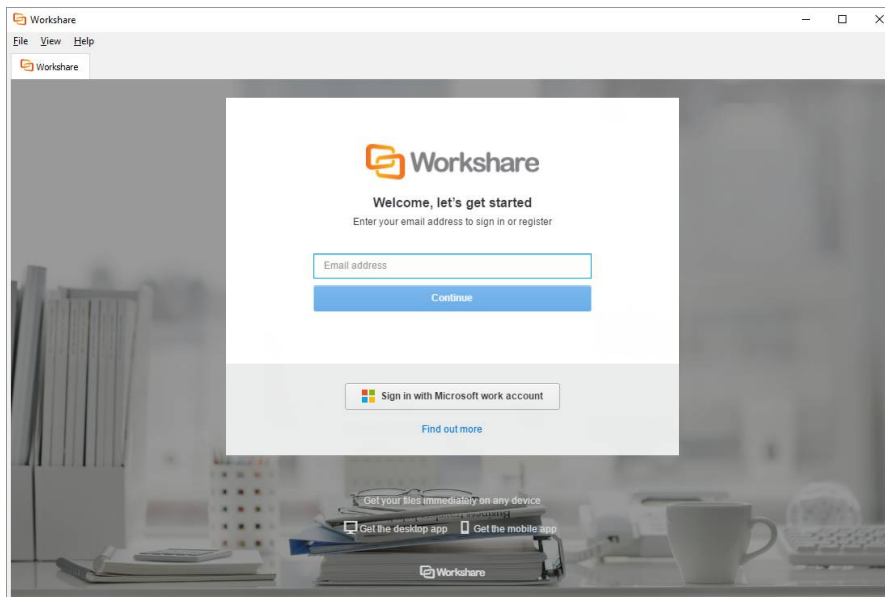 Workshare
File View Help
Workshare
Workshare
Welcome, let's get started
Enter your email address to sign in or register
Email address
Continue
Sign in with Microsoft work account
Find out more
Get your files immediately on any device
Get the desktop app Get the mobile app
Workshare